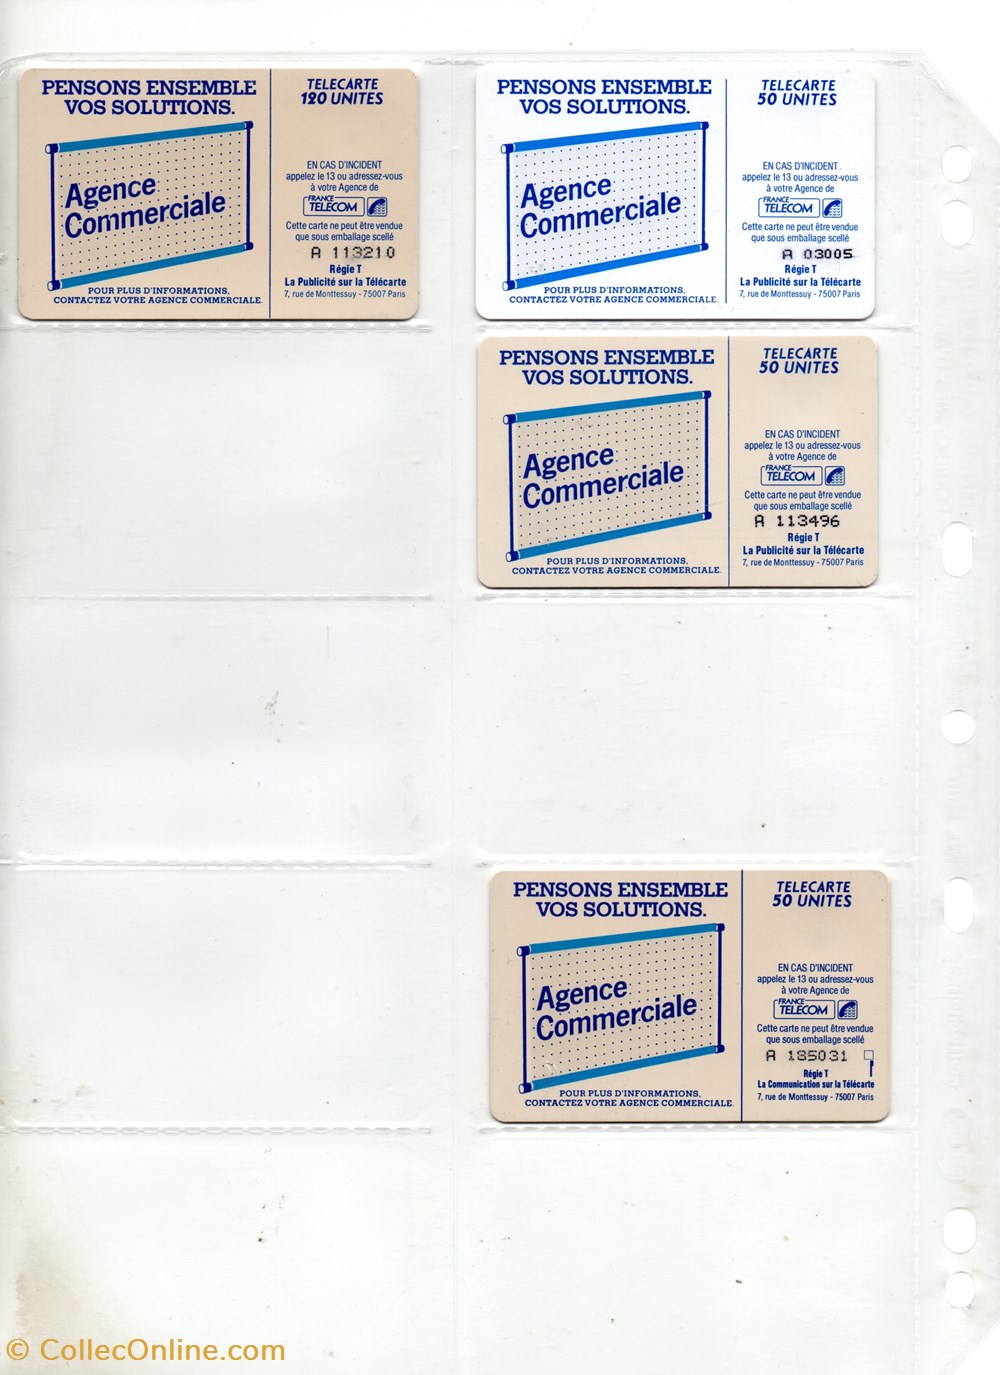 PENSONS ENSEMBLE
VOS SOLUTIONS.
Agence
Commerciale
POUR PLUS D'INFORMATIONS,
CONTACTEZ VOTRE AGENCE COMMERCIALE.
TELECARTE
120 UNITES
EN CAS D'INCIDENT
appelez le 13 ou adressez-vous
à votre Agence de
FRANCE
TELECOM
Cette carte ne peut être vendue
que sous emballage scellé
A 113210
Régie T
La Publicité sur la Télécarte
7, rue de Monttessuy - 75007 Paris
PENSONS ENSEMBLE
VOS SOLUTIONS.
Agence
Commerciale
POUR PLUS D'INFORMATIONS,
CONTACTEZ VOTRE AGENCE COMMERCIALE.
TELECARTE
50 UNITES
EN CAS D'INCIDENT
appelez le 13 ou adressez-vous
à votre Agence de
FRANCE
TELECOM
Cette carte ne peut être vendue
que sous emballage scellé
A 03005
Régie T
La Publicité sur la Télécarte
7, rue de Monttessuy - 75007 Paris
PENSONS ENSEMBLE
VOS SOLUTIONS.
Agence
Commerciale
POUR PLUS D'INFORMATIONS,
CONTACTEZ VOTRE AGENCE COMMERCIALE.
TELECARTE
50 UNITES
EN CAS D'INCIDENT
appelez le 13 ou adressez-vous
à votre Agence de
FRANCE
TELECOM
Cette carte ne peut être vendue
que sous emballage scellé
A 113496
Régie T
La Publicité sur la Télécarte
7, rue de Monttessuy - 75007 Paris
PENSONS ENSEMBLE
VOS SOLUTIONS.
Agence
Commerciale
POUR PLUS D'INFORMATIONS,
CONTACTEZ VOTRE AGENCE COMMERCIALE.
TELECARTE
50 UNITES
EN CAS D'INCIDENT
appelez le 13 ou adressez-vous
à votre Agence de
FRANCE
TELECOM
Cette carte ne peut être vendue
que sous emballage scellé
A 185031
Régie T
La Communication sur la Télécarte
7, rue de Monttessuy - 75007 Paris
© CollecOnline.com